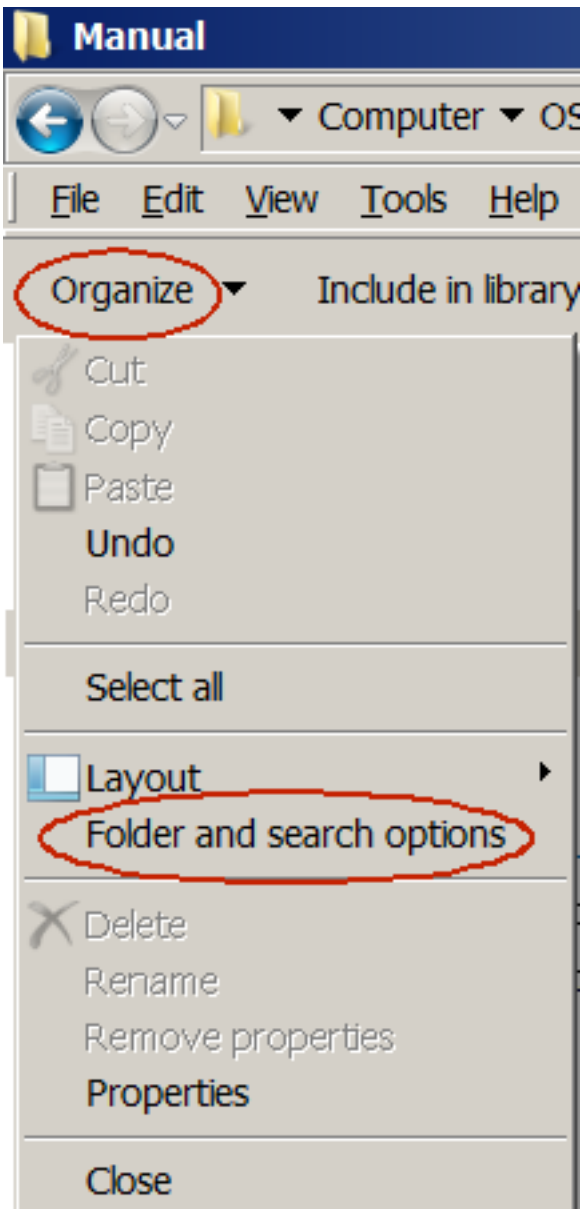 Manual
Computer OS
File Edit View Tools Help
Organize Include in library
Cut
Copy
Paste
Undo
Redo
Select all
Layout
Folder and search options
Delete
Rename
Remove properties
Properties
Close